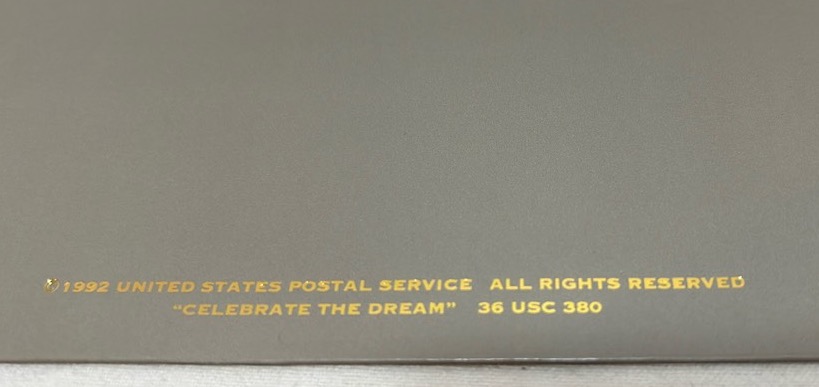 ©1992 UNITED STATES POSTAL SERVICE ALL RIGHTS RESERVED
“CELEBRATE THE DREAM” 36 USC 380